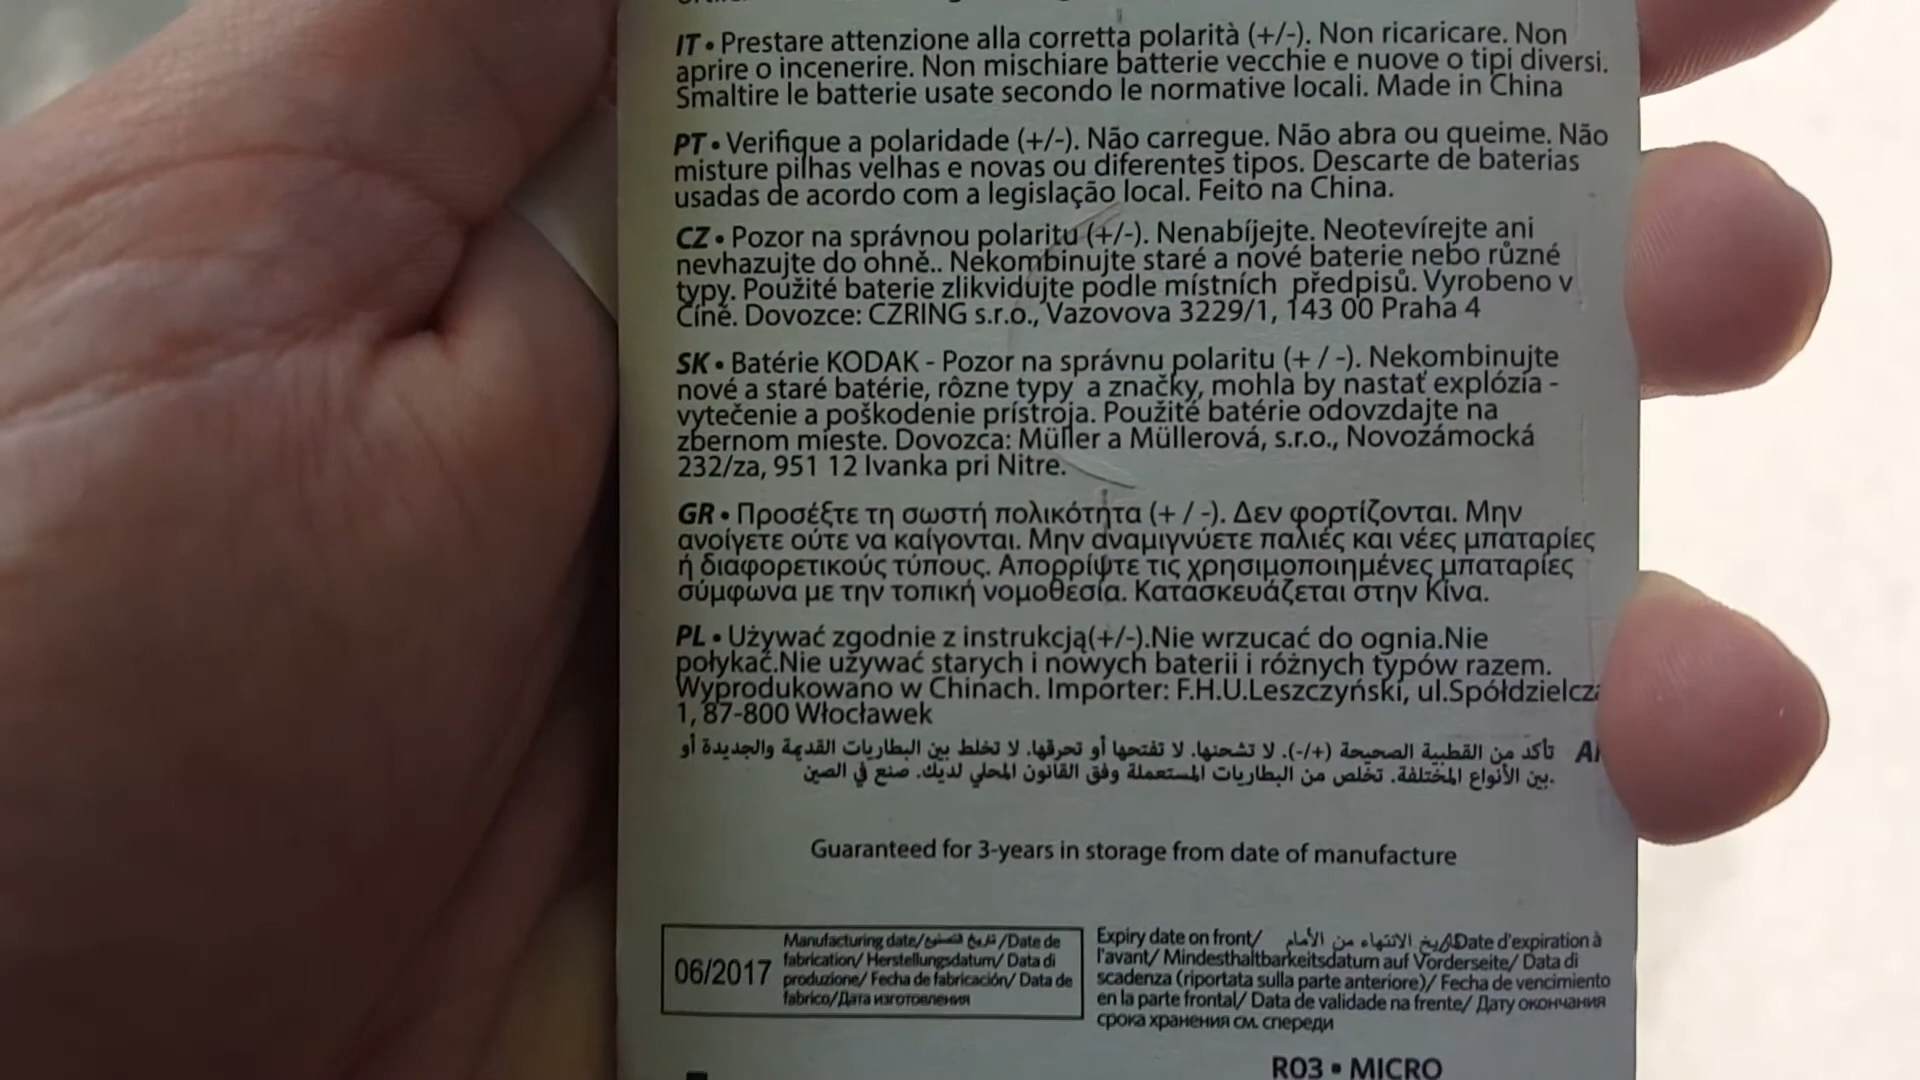 IT • Prestare attenzione alla corretta polarità (+/-). Non ricaricare. Non
aprire o incenerire. Non mischiare batterie vecchie e nuove o tipi diversi.
Smaltire le batterie usate secondo le normative locali. Made in China
PT • Verifique a polaridade (+/-). Não carregue. Não abra ou queime. Não
misture pilhas velhas e novas ou diferentes tipos. Descarte de baterias
usadas de acordo com a legislação local. Feito na China.
CZ • Pozor na správnou polaritu (+/-). Nenabíjejte. Neotevírejte ani
nevhazujte do ohně.. Nekombinujte staré a nové baterie nebo různé
typy. Použité baterie zlikvidujte podle místních předpisů. Vyrobeno v
Číně. Dovozce: CZRING s.r.o., Vazovova 3229/1, 143 00 Praha 4
SK • Batérie KODAK - Pozor na správnu polaritu (+ / -). Nekombinujte
nové a staré batérie, rôzne typy a značky, mohla by nastať explózia -
vytečenie a poškodenie prístroja. Použité batérie odovzdajte na
zbernom mieste. Dovozca: Müller a Müllerová, s.r.o., Novozámocká
232/za, 951 12 Ivanka pri Nitre.
GR • Προσέξτε τη σωστή πολικότητα (+ / -). Δεν φορτίζονται. Μην
ανοίγετε ούτε να καίγονται. Μην αναμιγνύετε παλιές και νέες μπαταρίες
ή διαφορετικούς τύπους. Απορρίψτε τις χρησιμοποιημένες μπαταρίες
σύμφωνα με την τοπική νομοθεσία. Κατασκευάζεται στην Κίνα.
PL • Używać zgodnie z instrukcją(+/-).Nie wrzucać do ognia.Nie
połykać.Nie używać starych i nowych baterii i różnych typów razem.
Wyprodukowano w Chinach. Importer: F.H.U.Leszczyński, ul.Spółdzielcza
1, 87-800 Włocławek
تأكد من القطبية الصحيحة (+/-). لا تشحنها. لا تفتحها أو تحرقها. لا تخلط بين البطاريات القديمة والجديدة أو
بين الأنواع المختلفة. تخلص من البطاريات المستعملة وفق القانون المحلي لديك. صنع في الصين.
Guaranteed for 3-years in storage from date of manufacture
06/2017
Manufacturing date/تاريخ التصنيع /Date de
fabrication/ Herstellungsdatum/ Data di
produzione/ Fecha de fabricación/ Data de
fabrico/Дата изготовления
Expiry date on front/ تاريخ الانتهاء من الأمام/Date d'expiration à
l'avant/ Mindesthaltbarkeitsdatum auf Vorderseite/ Data di
scadenza (riportata sulla parte anteriore)/ Fecha de vencimiento
en la parte frontal/ Data de validade na frente/ Дату окончания
срока хранения см. спереди
R03 • MICRO